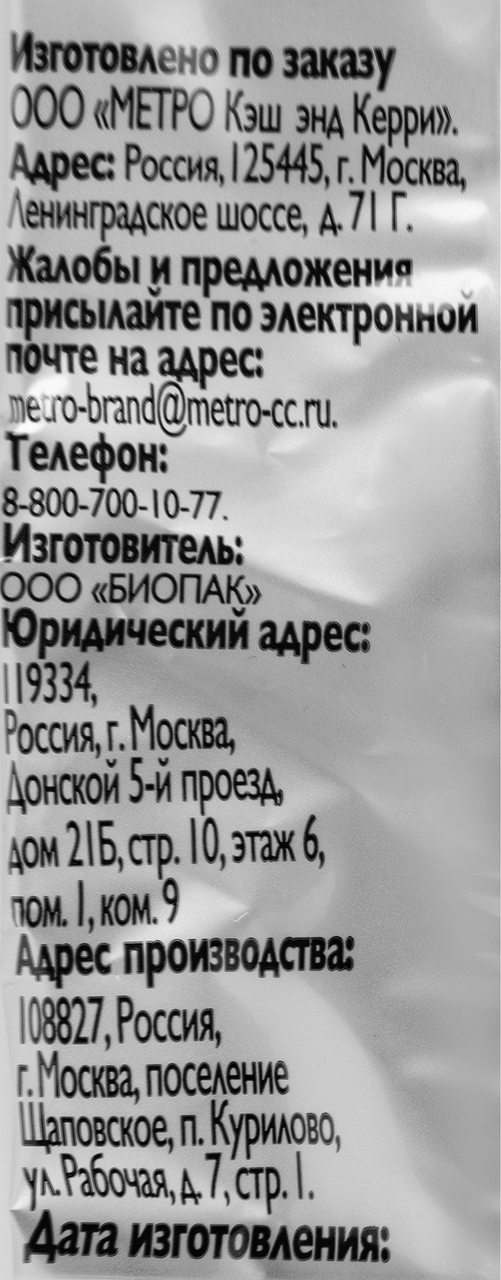 Изготовлено по заказу
ООО «МЕТРО Кэш энд Керри».
Адрес: Россия, 125445, г. Москва,
Ленинградское шоссе, д. 71 Г.
Жалобы и предложения
присылайте по электронной
почте на адрес:
metro-brand@metro-cc.ru.
Телефон:
8-800-700-10-77.
Изготовитель:
ООО «БИОПАК»
Юридический адрес:
119334,
Россия, г. Москва,
Донской 5-й проезд,
дом 21Б, стр. 10, этаж 6,
пом. 1, ком. 9
Адрес производства:
108827, Россия,
г. Москва, поселение
Щаповское, п. Курилово,
ул. Рабочая, д. 7, стр. 1.
Дата изготовления: